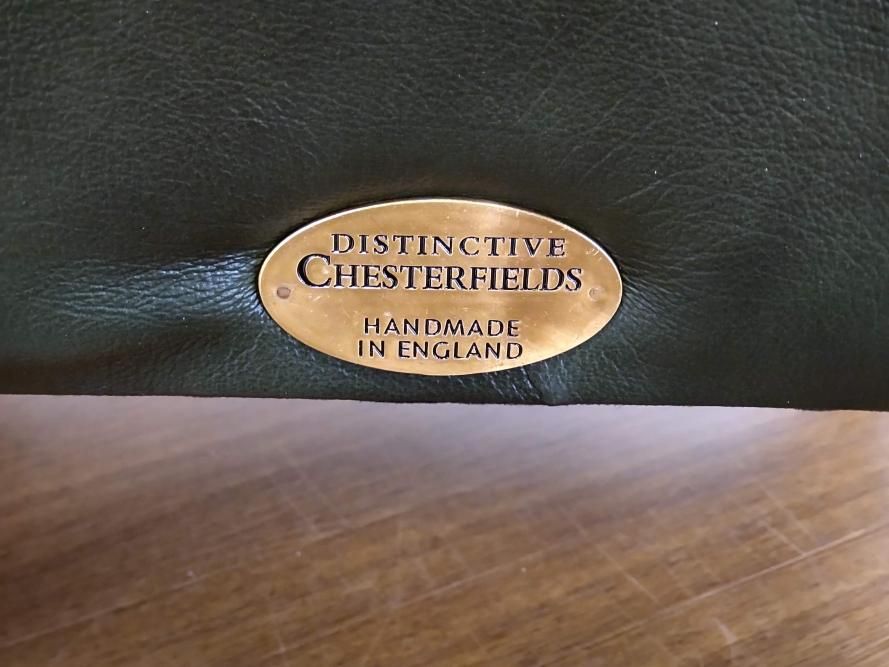 DISTINCTIVE
CHESTERFIELDS
HANDMADE
IN ENGLAND